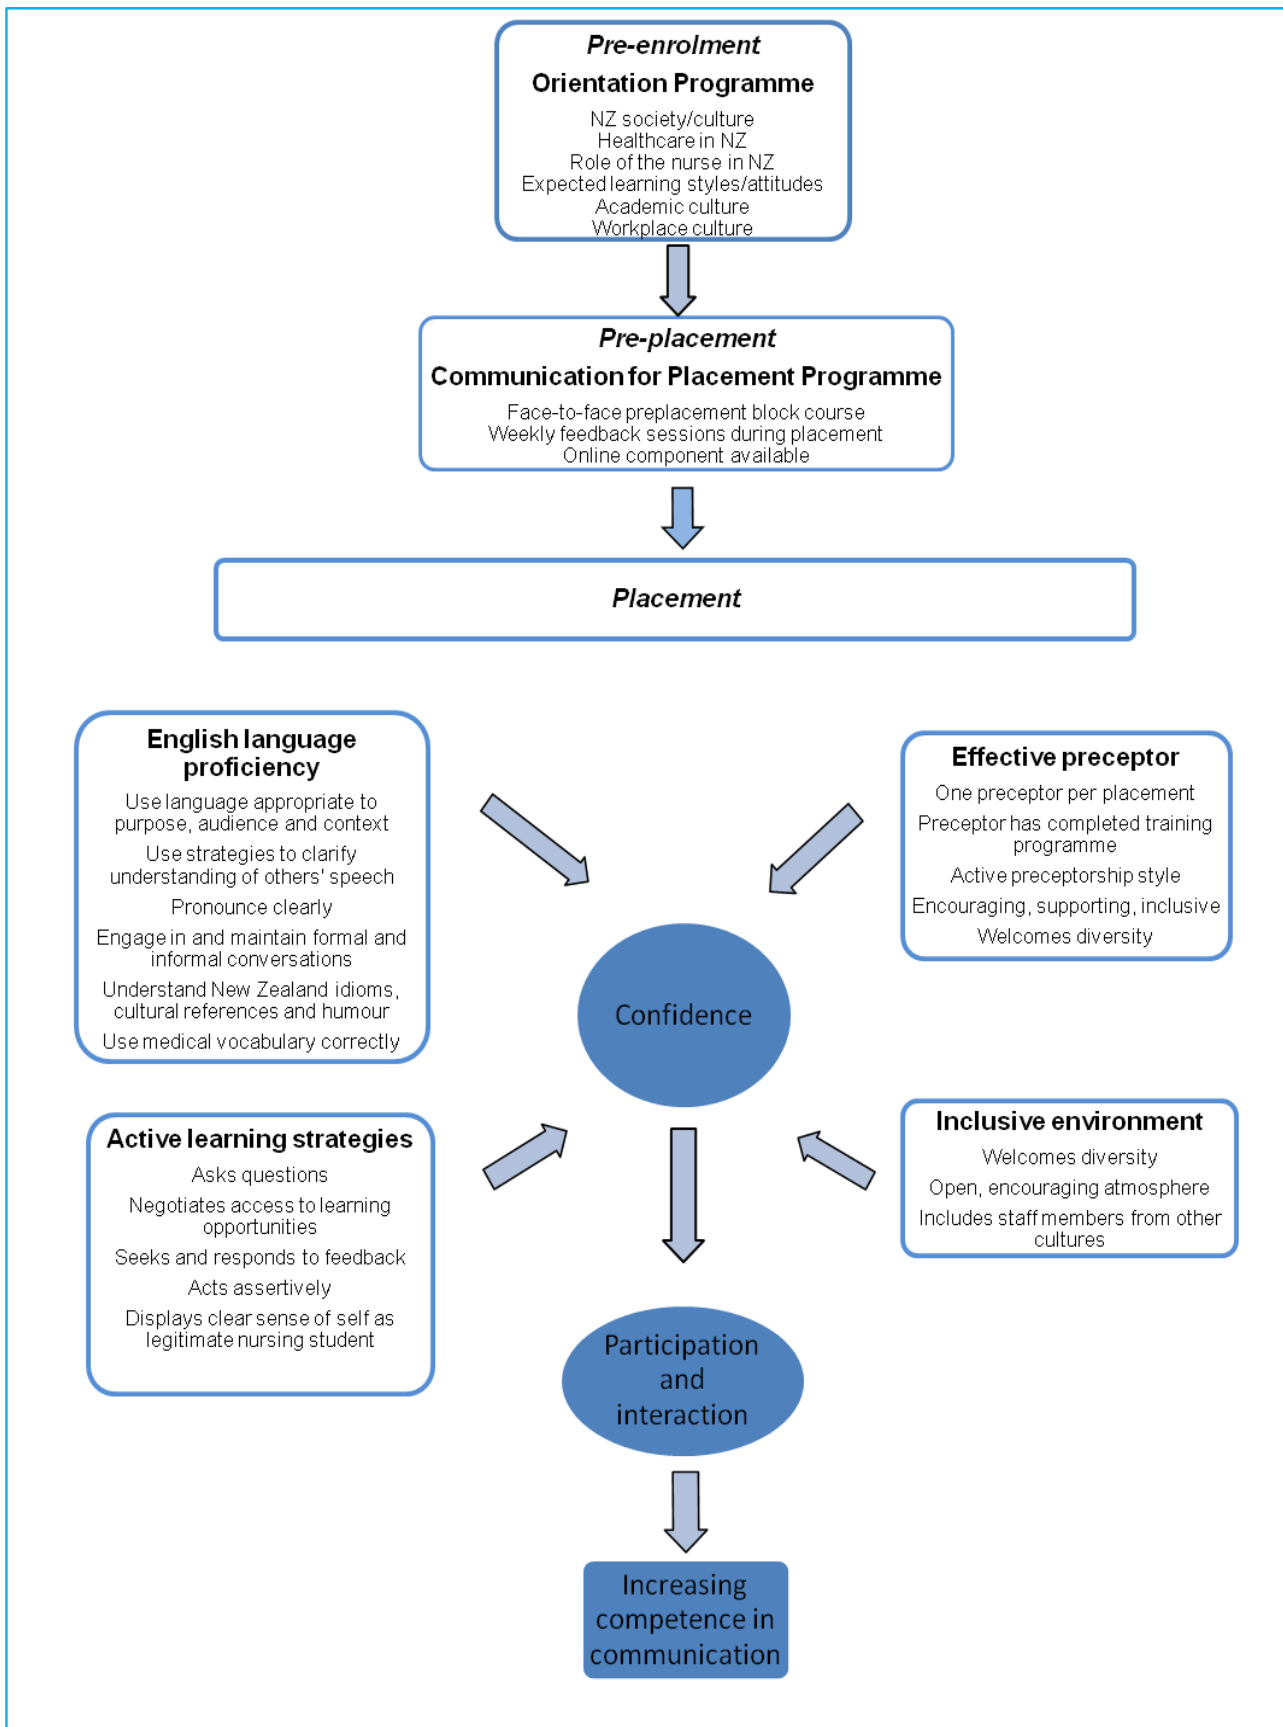 Pre-enrolment
Orientation Programme
NZ society/culture
Healthcare in NZ
Role of the nurse in NZ
Expected learning styles/attitudes
Academic culture
Workplace culture
Pre-placement
Communication for Placement Programme
Face-to-face preplacement block course
Weekly feedback sessions during placement
Online component available
Placement
English language
proficiency
Use language appropriate to
purpose, audience and context
Use strategies to clarify
understanding of others' speech
Pronounce clearly
Engage in and maintain formal and
informal conversations
Understand New Zealand idioms,
cultural references and humour
Use medical vocabulary correctly
Effective preceptor
One preceptor per placement
Preceptor has completed training
programme
Active preceptorship style
Encouraging, supporting, inclusive
Welcomes diversity
Confidence
Active learning strategies
Asks questions
Negotiates access to learning
opportunities
Seeks and responds to feedback
Acts assertively
Displays clear sense of self as
legitimate nursing student
Inclusive environment
Welcomes diversity
Open, encouraging atmosphere
Includes staff members from other
cultures
Participation
and
interaction
Increasing
competence in
communication